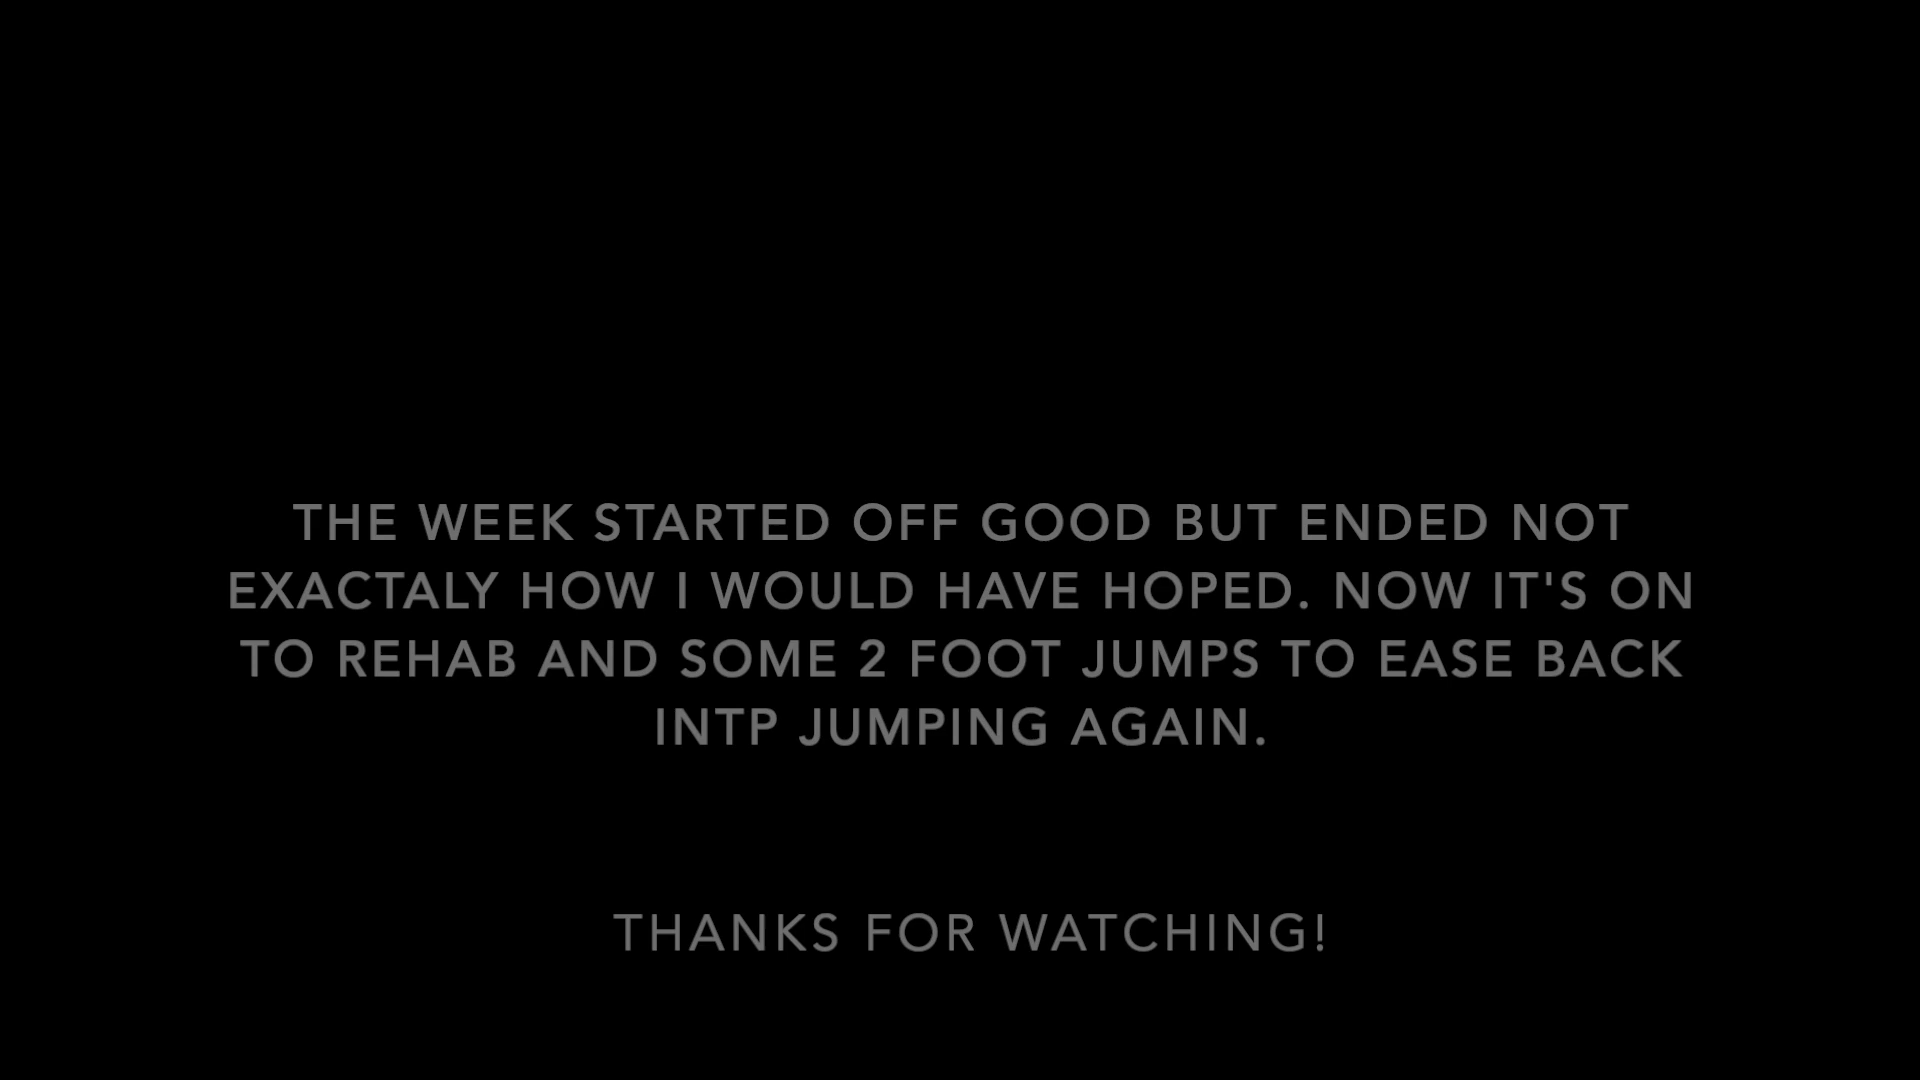 THE WEEK STARTED OFF GOOD BUT ENDED NOT
EXACTALY HOW I WOULD HAVE HOPED. NOW IT'S ON
TO REHAB AND SOME 2 FOOT JUMPS TO EASE BACK
INTP JUMPING AGAIN.
THANKS FOR WATCHING!